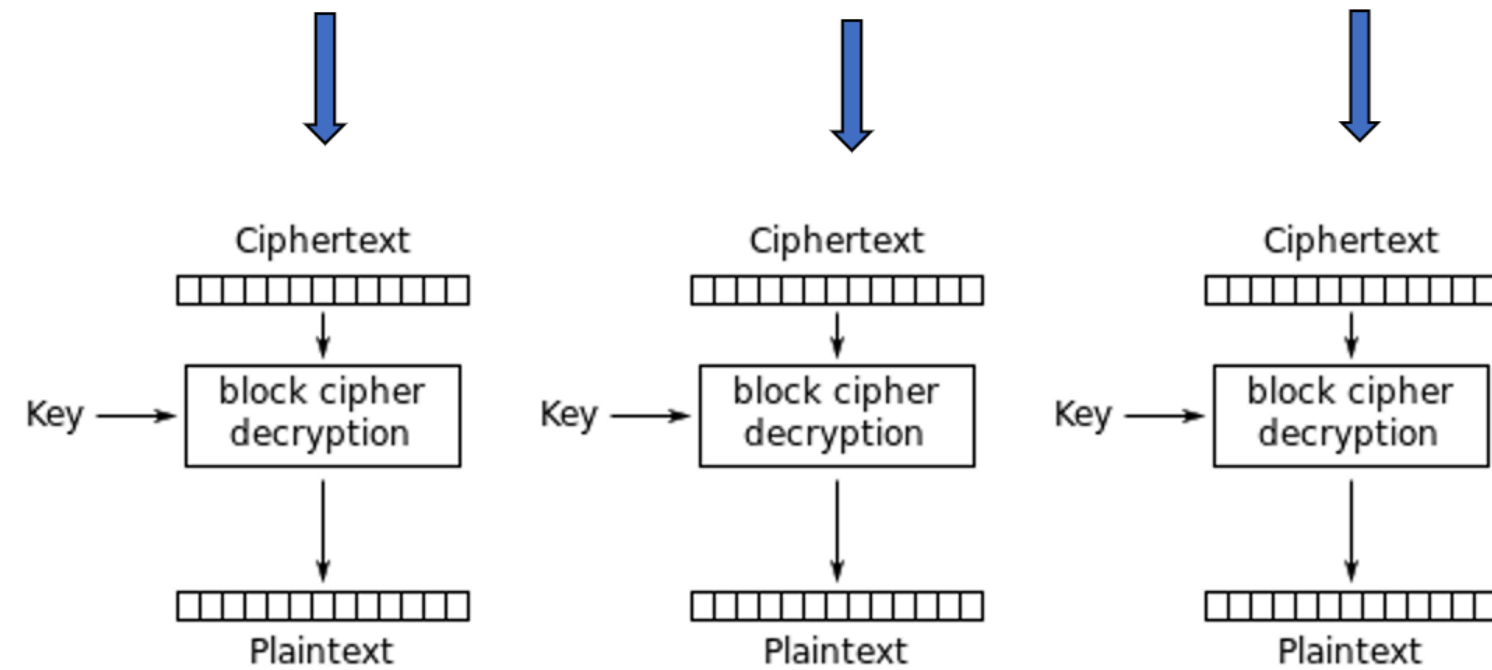 Ciphertext
Ciphertext
Ciphertext
Key
block cipher
decryption
Key
block cipher
decryption
Key
block cipher
decryption
Plaintext
Plaintext
Plaintext